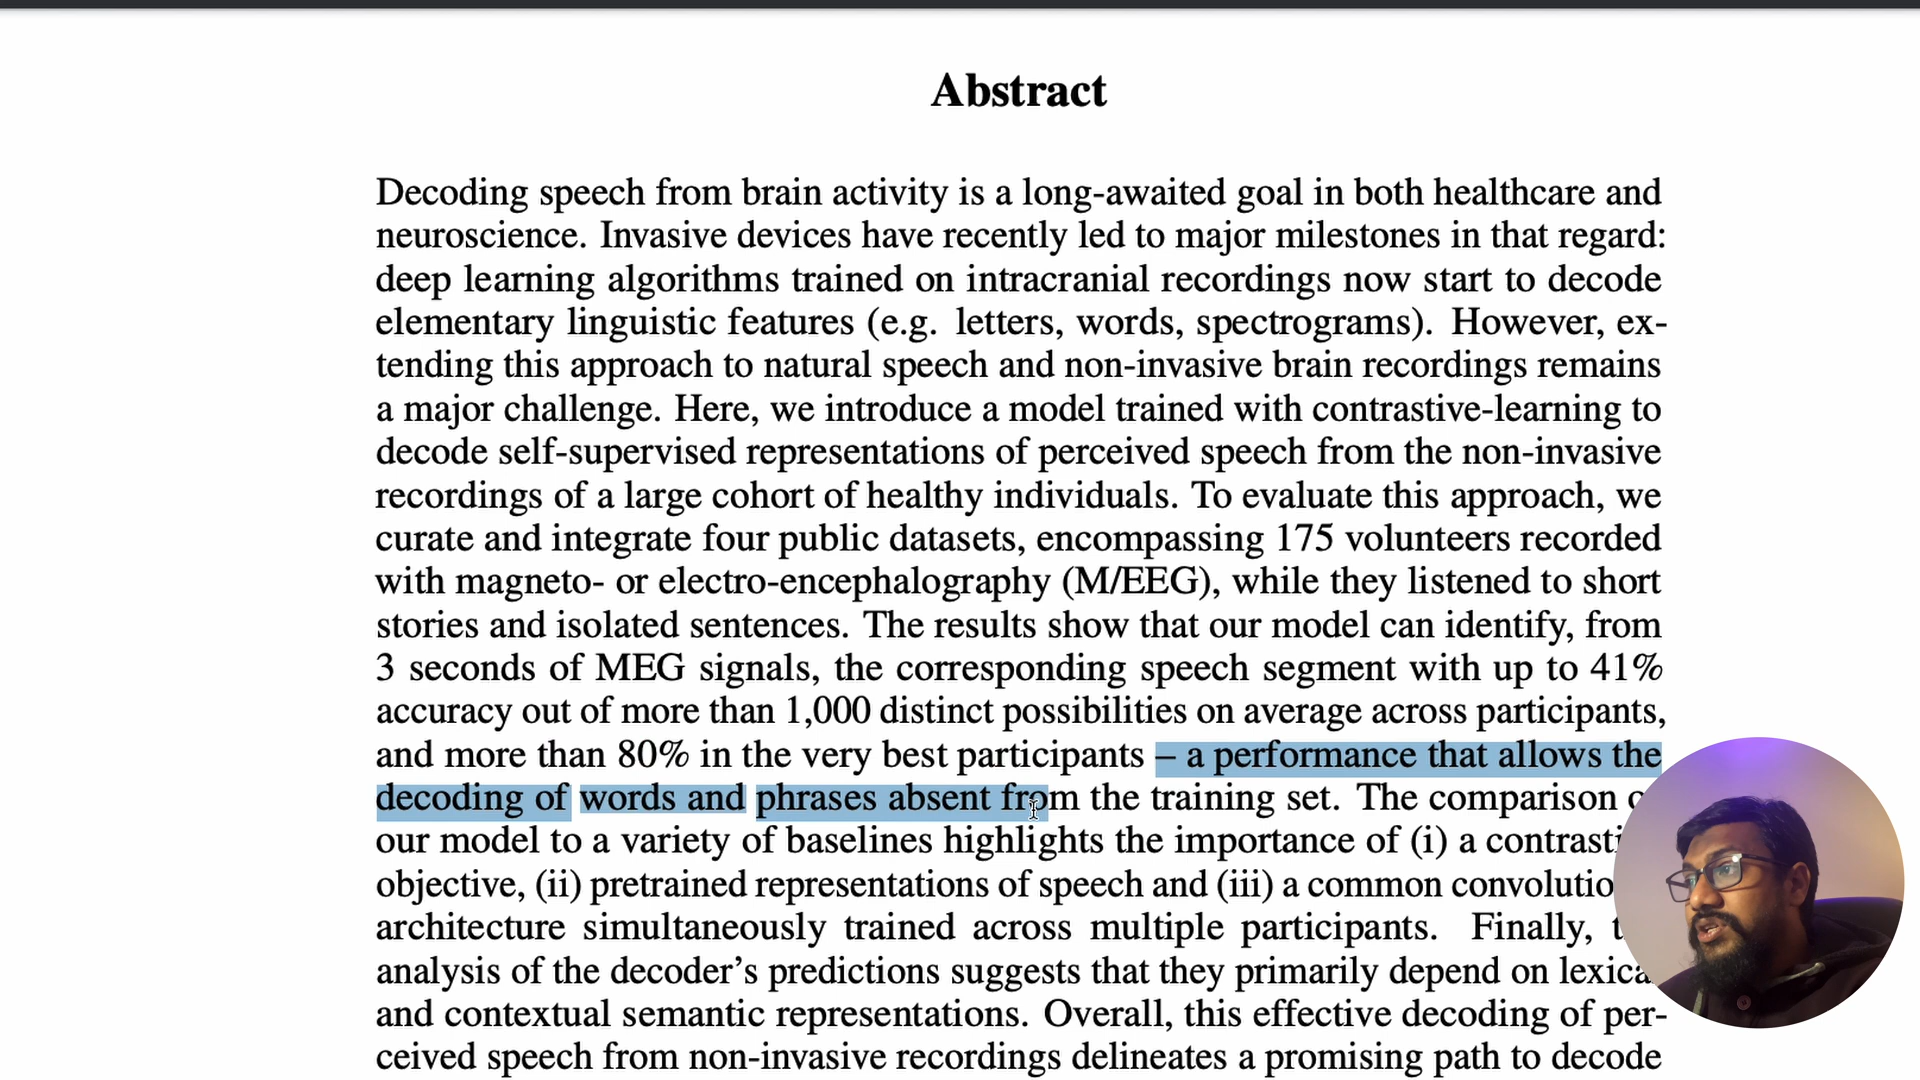 Abstract
Decoding speech from brain activity is a long-awaited goal in both healthcare and
neuroscience. Invasive devices have recently led to major milestones in that regard:
deep learning algorithms trained on intracranial recordings now start to decode
elementary linguistic features (e.g. letters, words, spectrograms). However, ex-
tending this approach to natural speech and non-invasive brain recordings remains
a major challenge. Here, we introduce a model trained with contrastive-learning to
decode self-supervised representations of perceived speech from the non-invasive
recordings of a large cohort of healthy individuals. To evaluate this approach, we
curate and integrate four public datasets, encompassing 175 volunteers recorded
with magneto- or electro-encephalography (M/EEG), while they listened to short
stories and isolated sentences. The results show that our model can identify, from
3 seconds of MEG signals, the corresponding speech segment with up to 41%
accuracy out of more than 1,000 distinct possibilities on average across participants,
and more than 80% in the very best participants – a performance that allows the
decoding of words and phrases absent from the training set. The comparison
our model to a variety of baselines highlights the importance of (i) a
objective, (ii) pretrained representations of speech and (iii) a common
architecture simultaneously trained across multiple participants. Finally,
analysis of the decoder's predictions suggests that they primarily depend on
and contextual semantic representations. Overall, this effective decoding of per-
ceived speech from non-invasive recordings delineates a promising path to decode